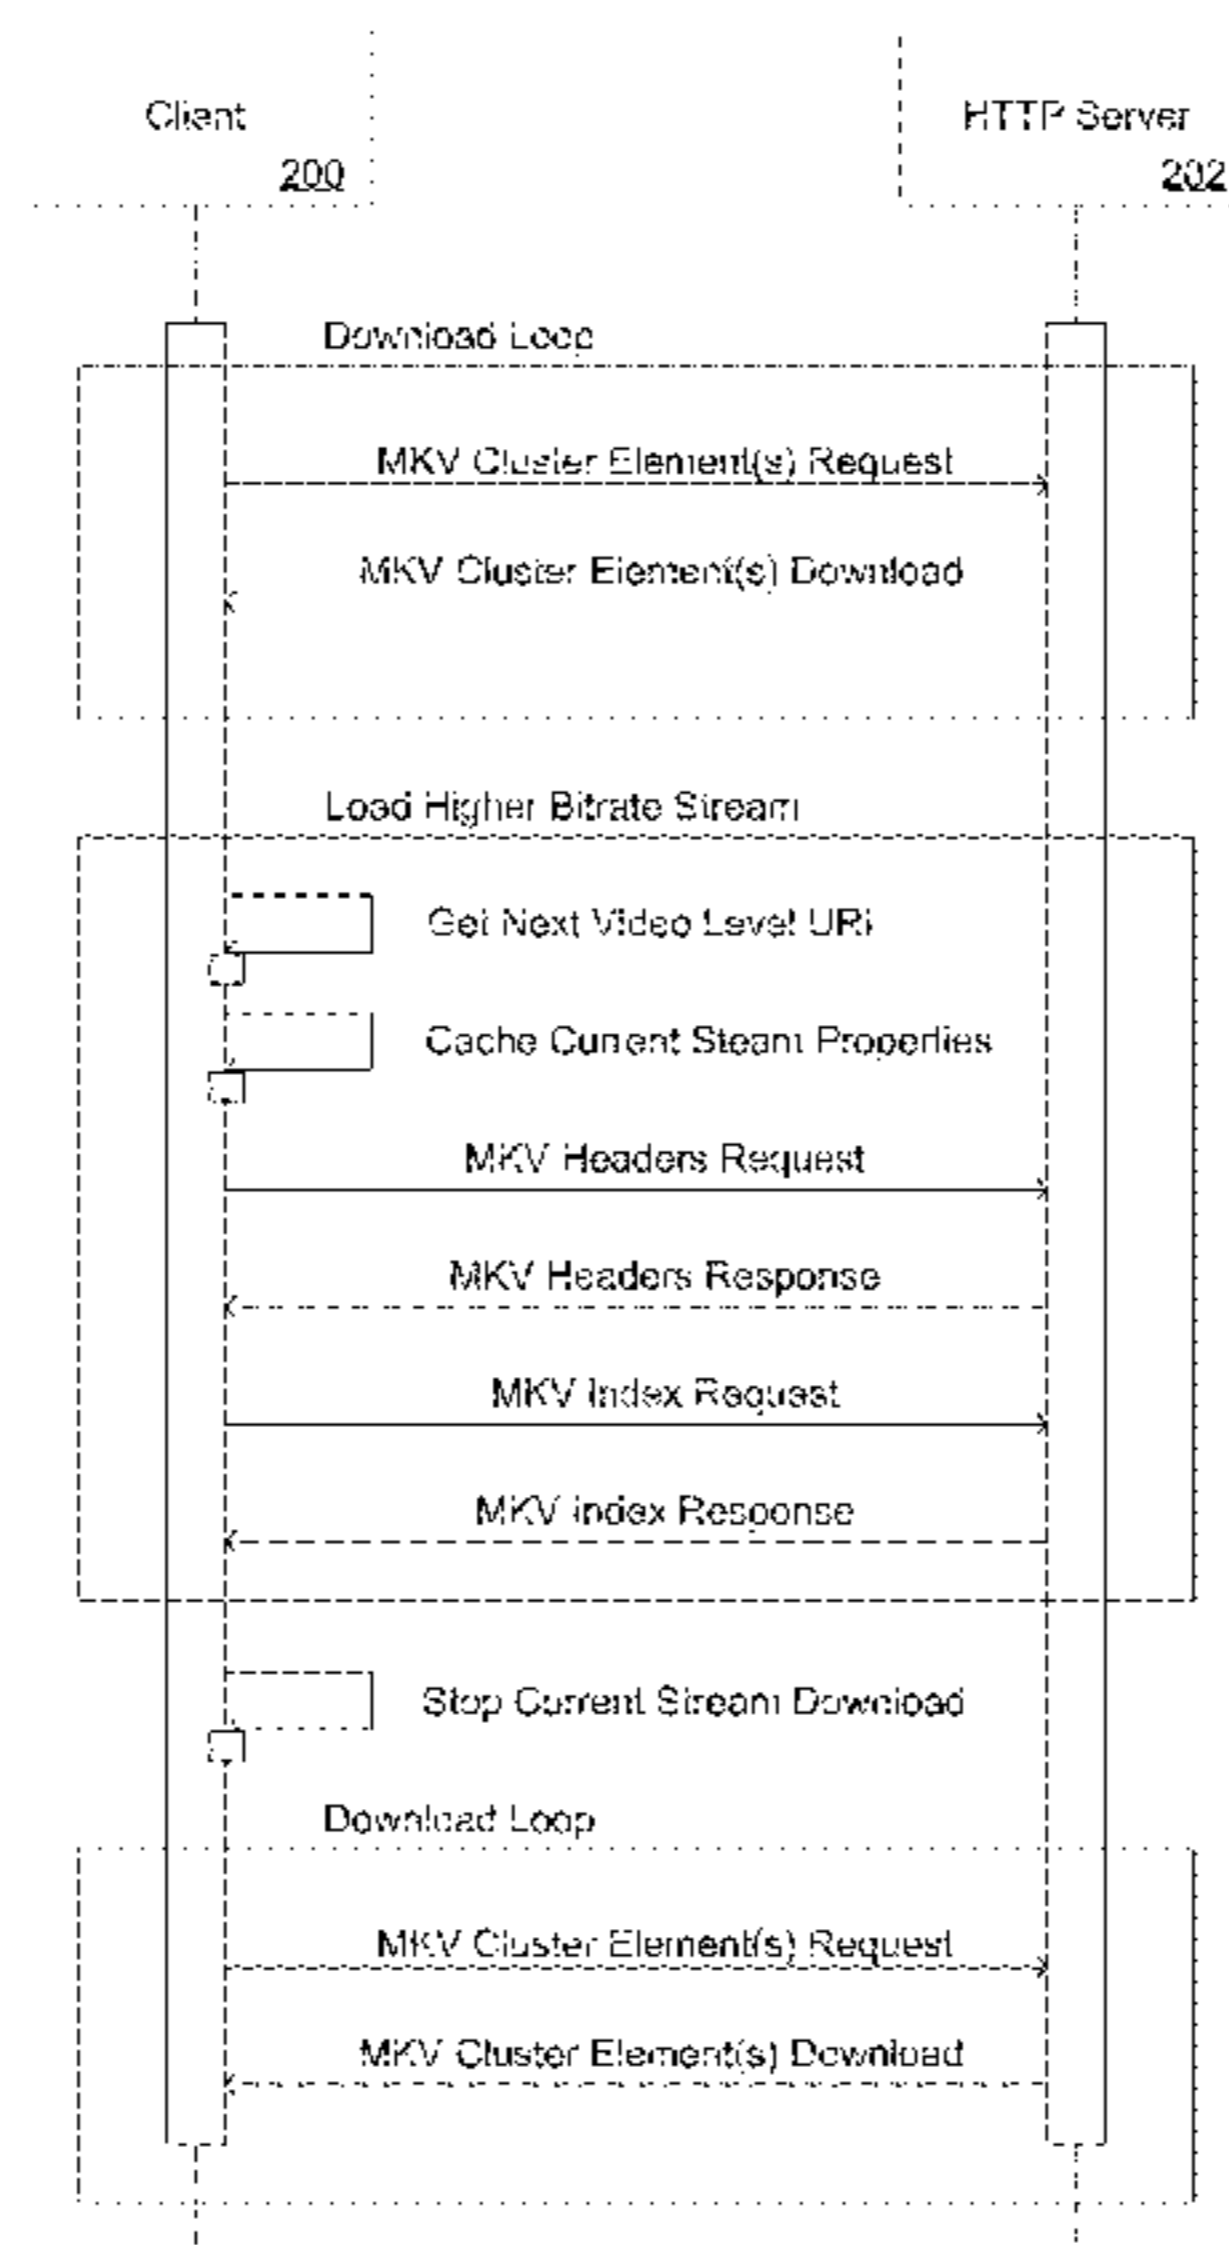 Client
200
HTTP Server
202
Download Loop
MKV Cluster Element(s) Request
MKV Cluster Element(s) Download
Load Higher Bitrate Stream
Get Next Video Level URI
Cache Current Steam Properties
MKV Headers Request
MKV Headers Response
MKV Index Request
MKV Index Response
Stop Current Stream Download
Download Loop
MKV Cluster Element(s) Request
MKV Cluster Element(s) Download